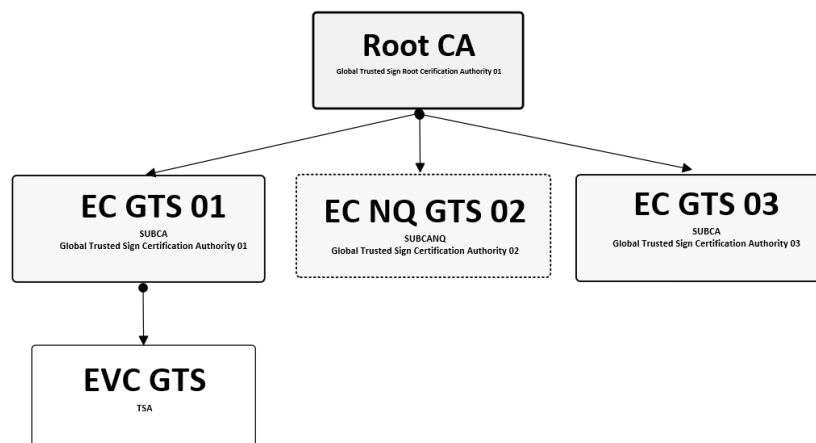 Root CA
Global Trusted Sign Root Cerification Authority 01
EC GTS 01
SUBCA
Global Trusted Sign Certification Authority 01
EC NQ GTS 02
SUBCANQ
Global Trusted Sign Certification Authority 02
EC GTS 03
SUBCA
Global Trusted Sign Certification Authority 03
EVC GTS
TSA